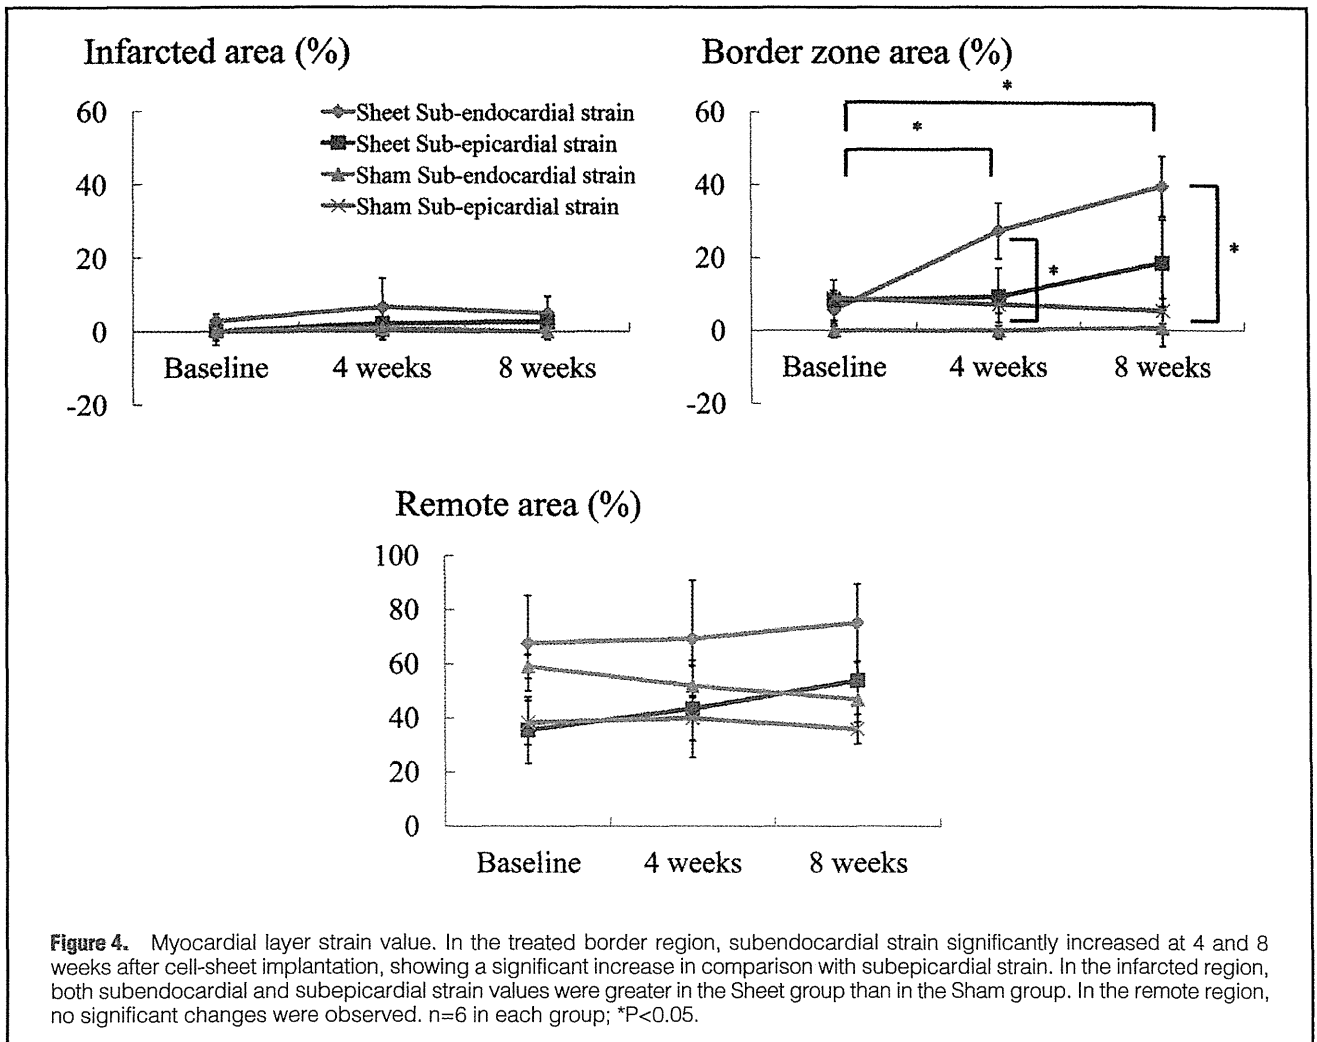 Infarcted area (%)
60
40
20
0
-20
Baseline 4 weeks 8 weeks
Sheet Sub-endocardial strain
Sheet Sub-epicardial strain
Sham Sub-endocardial strain
Sham Sub-epicardial strain
Border zone area (%)
60
40
20
0
-20
Baseline 4 weeks 8 weeks
*
*
*
*
Remote area (%)
100
80
60
40
20
0
Baseline 4 weeks 8 weeks
Figure 4. Myocardial layer strain value. In the treated border region, subendocardial strain significantly increased at 4 and 8
weeks after cell-sheet implantation, showing a significant increase in comparison with subepicardial strain. In the infarcted region,
both subendocardial and subepicardial strain values were greater in the Sheet group than in the Sham group. In the remote region,
no significant changes were observed. n=6 in each group; *P<0.05.